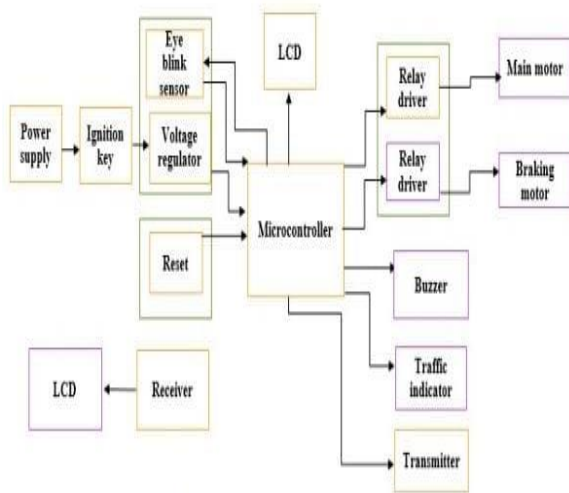 Eye
blink
sensor
LCD
Relay
driver
Main motor
Power
supply
Ignition
key
Voltage
regulator
Relay
driver
Braking
motor
Microcontroller
Reset
Buzzer
LCD
Receiver
Traffic
indicator
Transmitter